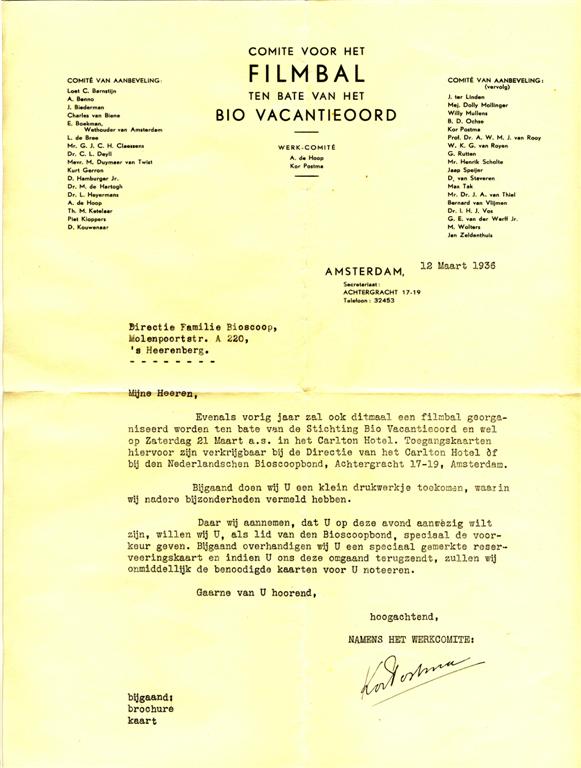 COMITE VOOR HET
FILMBAL
TEN BATE VAN HET
BIO VACANTIEOORD
WERK-COMITÉ
A. de Hoop
Kor Postma
COMITÉ VAN AANBEVELING:
Loet C. Barnstijn
A. Benno
J. Biederman
Charles van Biene
E. Boekman,
Wethouder van Amsterdam
L. de Bree
Mr. G. J. C. H. Claessens
Dr. C. L. Deyll
Mevr. M. Duymaer van Twist
Kurt Gerron
D. Hamburger Jr.
Dr. M. de Hartogh
Dr. L. Heyermans
A. de Hoop
Th. M. Ketelaar
Piet Kloppers
D. Kouwenaar
COMITÉ VAN AANBEVELING:
(vervolg)
J. ter Linden
Mej. Dolly Mollinger
Willy Mullens
B. D. Ochse
Kor Postma
Prof. Dr. A. W. M. J. van Rooy
W. K. G. van Royen
G. Rutten
Mr. Henrik Scholte
Jaap Speijer
D. van Staveren
Max Tak
Mr. Dr. J. A. van Thiel
Bernard van Vlijmen
Dr. I. H. J. Vos
G. E. van der Werff Jr.
M. Wolters
Jan Zeldenthuis
AMSTERDAM, 12 Maart 1936
Secretariaat:
ACHTERGRACHT 17-19
Telefoon: 32453
Directie Familie Bioscoop,
Molenpoortstr. A 220,
's Heerenberg.
- - - - - - - -
Mijne Heeren,
Evenals vorig jaar zal ook ditmaal een filmbal georga-
niseerd worden ten bate van de Stichting Bio Vacantieoord en wel
op Zaterdag 21 Maart a.s. in het Carlton Hotel. Toegangskaarten
hiervoor zijn verkrijgbaar bij de Directie van het Carlton Hotel òf
bij den Nederlandschen Bioscoopbond, Achtergracht 17-19, Amsterdam.
Bijgaand doen wij U een klein drukwerkje toekomen, waarin
wij nadere bijzonderheden vermeld hebben.
Daar wij aannemen, dat U op deze avond aanwèzig wilt
zijn, willen wij U, als lid van den Bioscoopbond, speciaal de voor-
keur geven. Bijgaand overhandigen wij U een speciaal gemerkte reser-
veeringskaart en indien U ons deze omgaand terugzendt, zullen wij
onmiddellijk de benoodigde kaarten voor U noteeren.
Gaarne van U hoorend,
hoogachtend,
NAMENS HET WERKCOMITE:
Kor Postma
bijgaand:
brochure
kaart